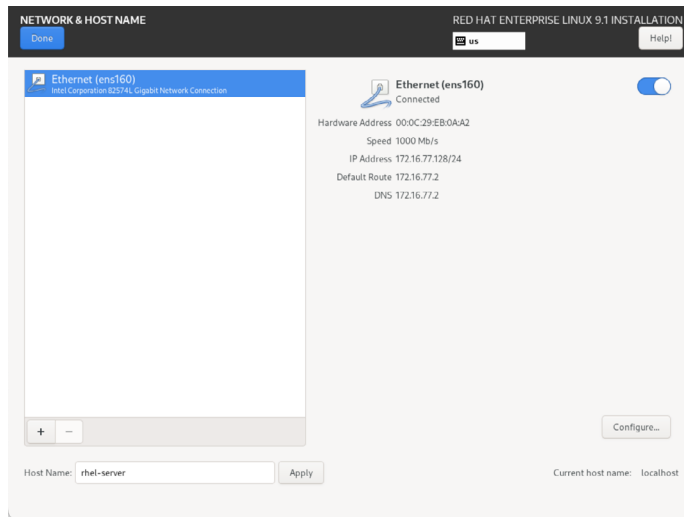 NETWORK & HOST NAME
RED HAT ENTERPRISE LINUX 9.1 INSTALLATION
Done
us
Help!
Ethernet (ens160)
Intel Corporation 82574L Gigabit Network Connection
Ethernet (ens160)
Connected
Hardware Address 00:0C:29:EB:0A:A2
Speed 1000 Mb/s
IP Address 172.16.77.128/24
Default Route 172.16.77.2
DNS 172.16.77.2
+ −
Configure...
Host Name: rhel-server Apply Current host name: localhost